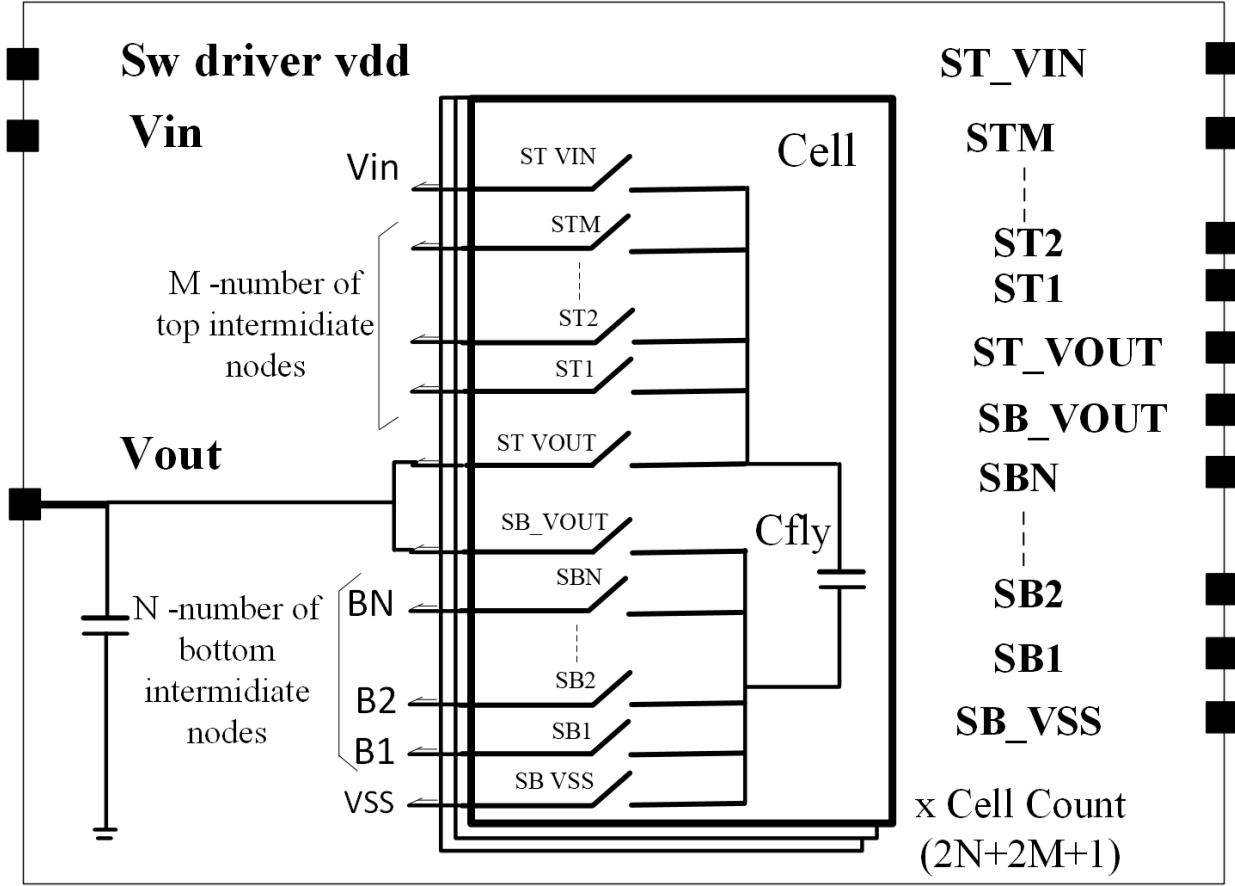 Sw driver vdd
Vin
Vout
Vin
M -number of
top intermidiate
nodes
N -number of
bottom
intermidiate
nodes
BN
B2
B1
VSS
Cell
ST VIN
STM
ST2
ST1
ST VOUT
SB_VOUT
SBN
SB2
SB1
SB VSS
Cfly
ST_VIN
STM
ST2
ST1
ST_VOUT
SB_VOUT
SBN
SB2
SB1
SB_VSS
x Cell Count
(2N+2M+1)